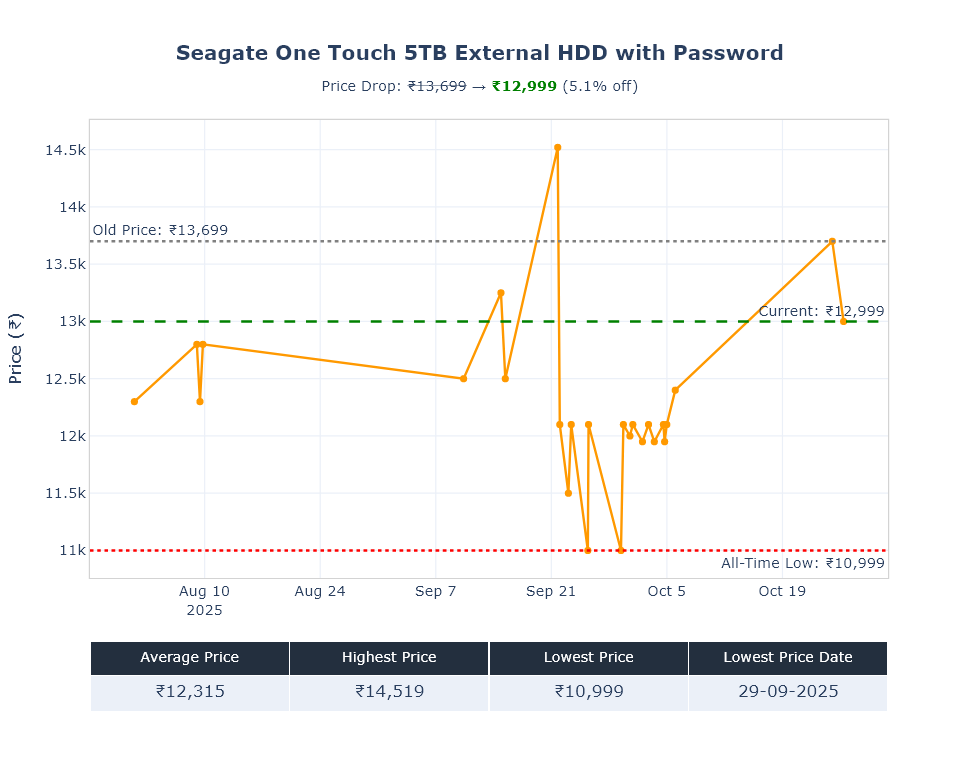 Seagate One Touch 5TB External HDD with Password
Price Drop: ₹13,699 → ₹12,999 (5.1% off)
Price (₹)
14.5k
14k
13.5k
13k
12.5k
12k
11.5k
11k
Old Price: ₹13,699
Current: ₹12,999
All-Time Low: ₹10,999
Aug 10
2025
Aug 24
Sep 7
Sep 21
Oct 5
Oct 19
Average Price
Highest Price
Lowest Price
Lowest Price Date
₹12,315
₹14,519
₹10,999
29-09-2025